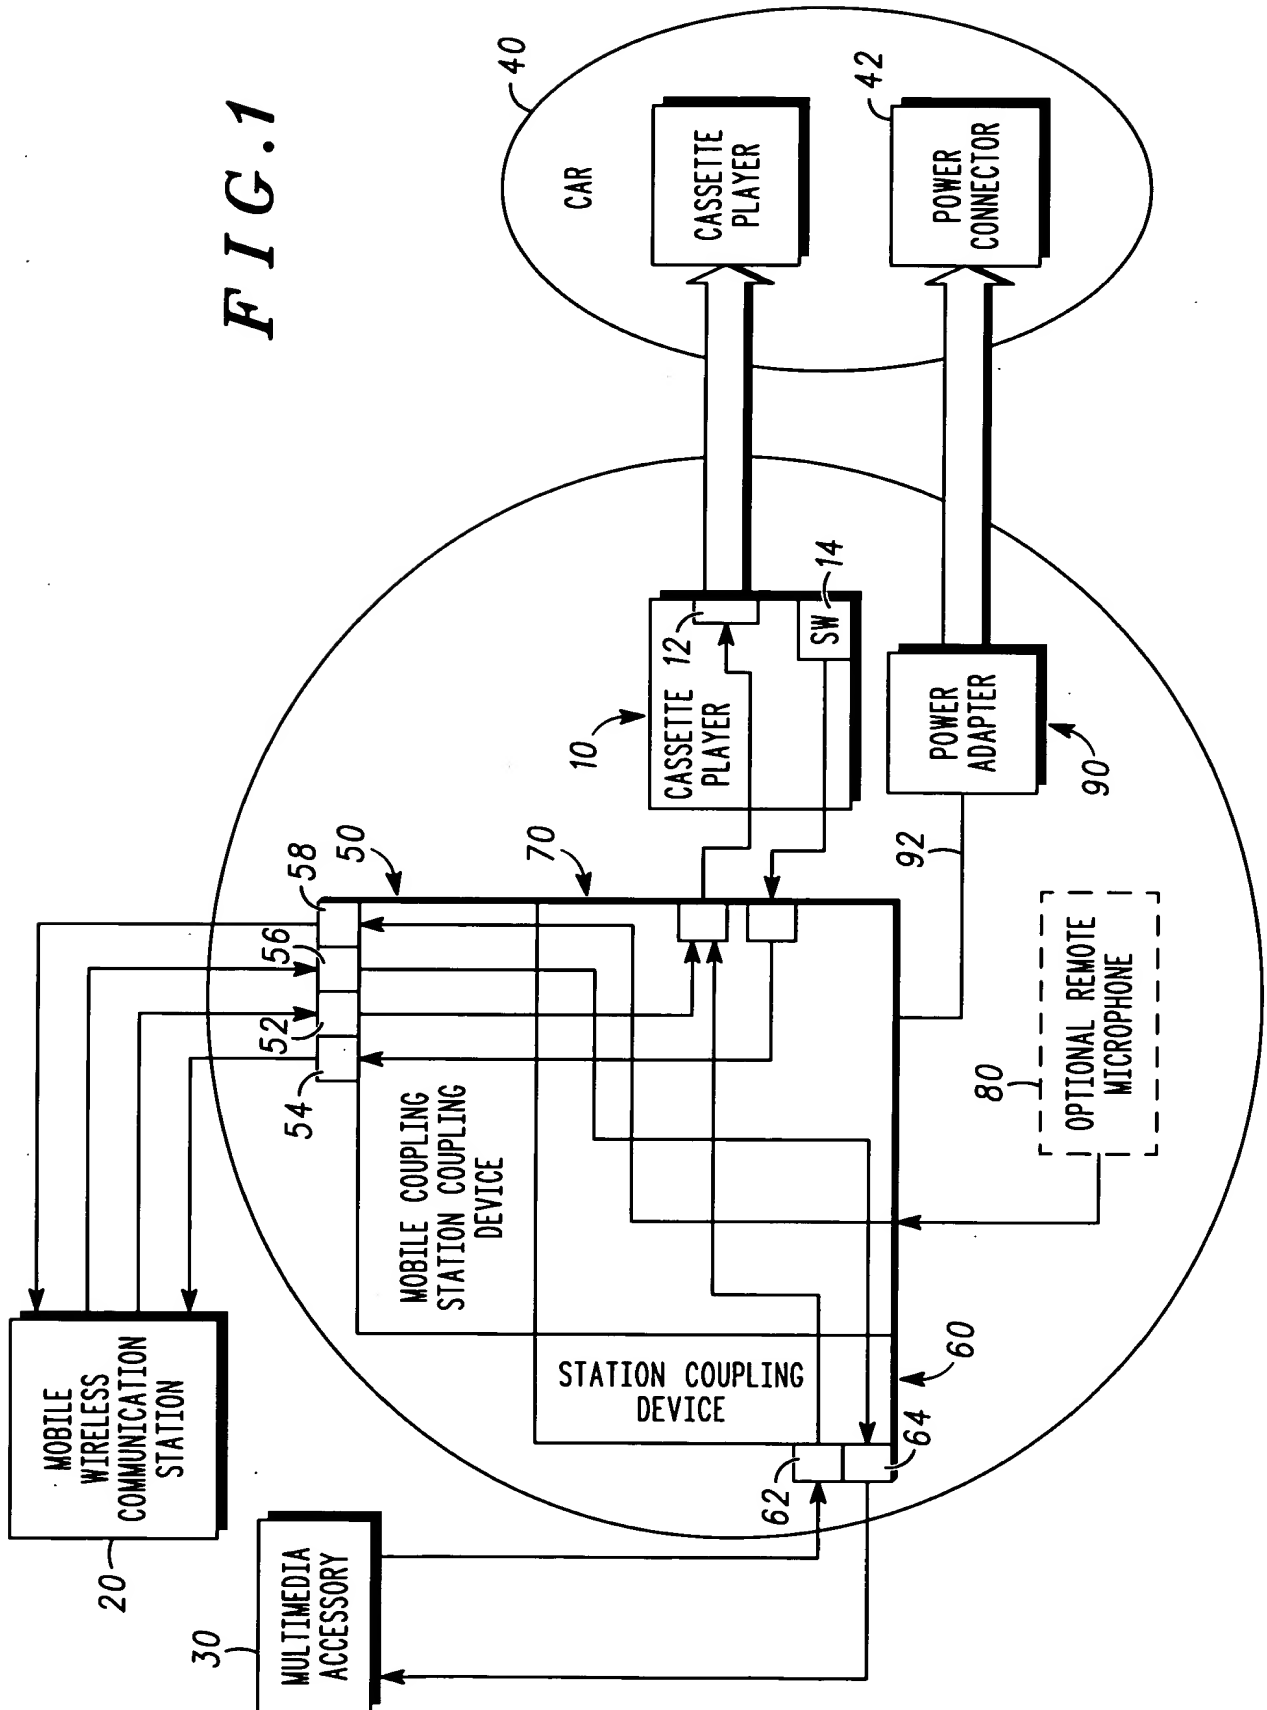 FIG.1
MOBILE
WIRELESS
COMMUNICATION
STATION
20
MULTIMEDIA
ACCESSORY
30
54
52
56
58
50
MOBILE COUPLING
STATION COUPLING
DEVICE
70
STATION COUPLING
DEVICE
60
62
64
10
CASSETTE
PLAYER
12
SW
14
POWER
ADAPTER
90
92
80
OPTIONAL REMOTE
MICROPHONE
40
CAR
CASSETTE
PLAYER
42
POWER
CONNECTOR